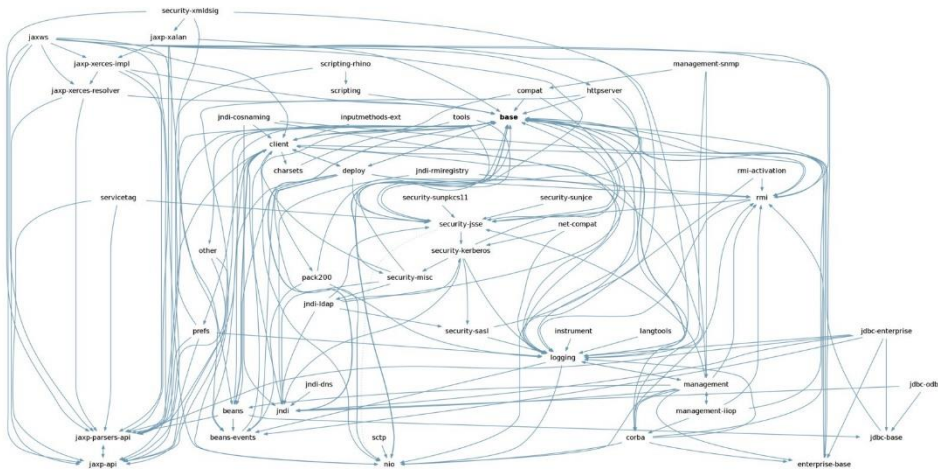 security-xmldsig
jaxws
jaxp-xalan
jaxp-xerces-impl
scripting-rhino
management-snmp
jaxp-xerces-resolver
scripting
compat
httpserver
jndi-cosnaming
inputmethods-ext
tools
base
client
charsets
deploy
jndi-rmiregistry
rmi-activation
servicetag
security-sunpkcs11
security-sunjce
rmi
security-jsse
net-compat
other
security-kerberos
pack200
security-misc
jndi-ldap
prefs
security-sasl
instrument
langtools
jdbc-enterprise
logging
jndi-dns
management
jdbc-odb
beans
jndi
management-iiop
jaxp-parsers-api
beans-events
sctp
corba
jdbc-base
jaxp-api
nio
enterprise-base